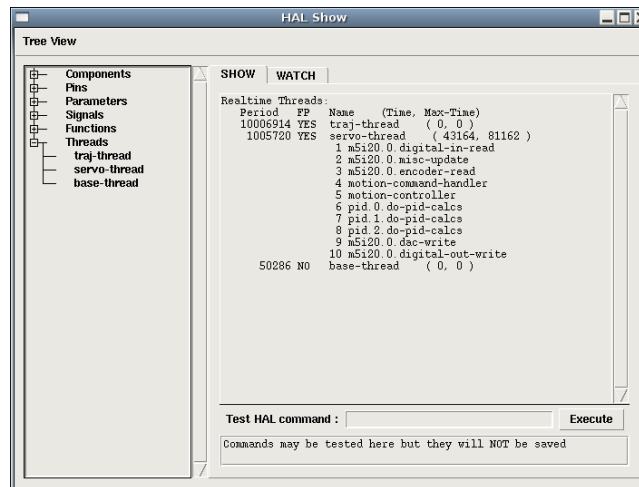 HAL Show
Tree View
Components
Pins
Parameters
Signals
Functions
Threads
traj-thread
servo-thread
base-thread
SHOW WATCH
Realtime Threads:
Period FP Name (Time, Max-Time)
10006914 YES traj-thread ( 0, 0 )
1005720 YES servo-thread ( 43164, 81162 )
1 m5i20.0.digital-in-read
2 m5i20.0.misc-update
3 m5i20.0.encoder-read
4 motion-command-handler
5 motion-controller
6 pid.0.do-pid-calcs
7 pid.1.do-pid-calcs
8 pid.2.do-pid-calcs
9 m5i20.0.dac-write
10 m5i20.0.digital-out-write
50286 NO base-thread ( 0, 0 )
Test HAL command : Execute
Commands may be tested here but they will NOT be saved